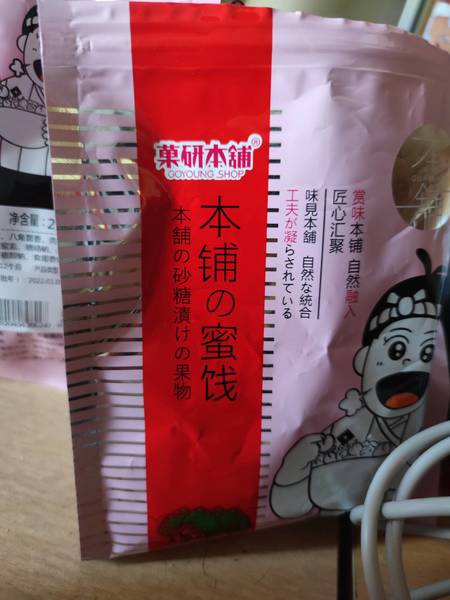 菓研本舖®
GOYOUNG SHOP
本铺の蜜饯
本舗の砂糖漬けの果物
赏味本铺 自然融入
匠心汇聚
味見本舗 自然な統合
工夫が凝らされている
净含量:2